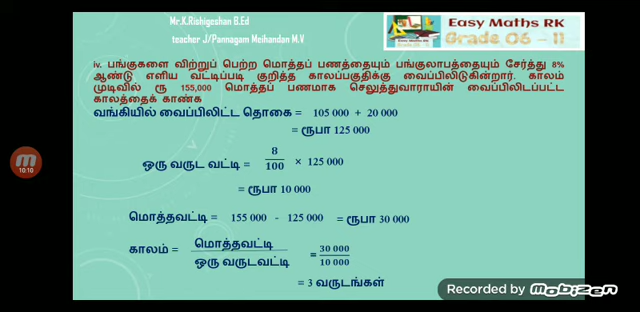 Mr.K.Rishigeshan B.Ed
teacher J/Pannagam Meihandan M.V
Easy Maths RK
Grade 06 - 11
iv. பங்குகளை விற்றுப் பெற்ற மொத்தப் பணத்தையும் பங்குலாபத்தையும் சேர்த்து 8%
ஆண்டு எளிய வட்டிப்படி குறித்த காலப்பகுதிக்கு வைப்பிலிடுகின்றார். காலம்
முடிவில் ரூ 155,000 மொத்தப் பணமாக செலுத்துவாராயின் வைப்பிலிடப்பட்ட
காலத்தைக் காண்க
வங்கியில் வைப்பிலிட்ட தொகை = 105 000 + 20 000
= ரூபா 125 000
ஒரு வருட வட்டி = 8/100 × 125 000
= ரூபா 10 000
மொத்தவட்டி = 155 000 - 125 000 = ரூபா 30 000
காலம் = மொத்தவட்டி/ஒரு வருடவட்டி = 30 000/10 000
= 3 வருடங்கள்
10:10
Recorded by Mobizen